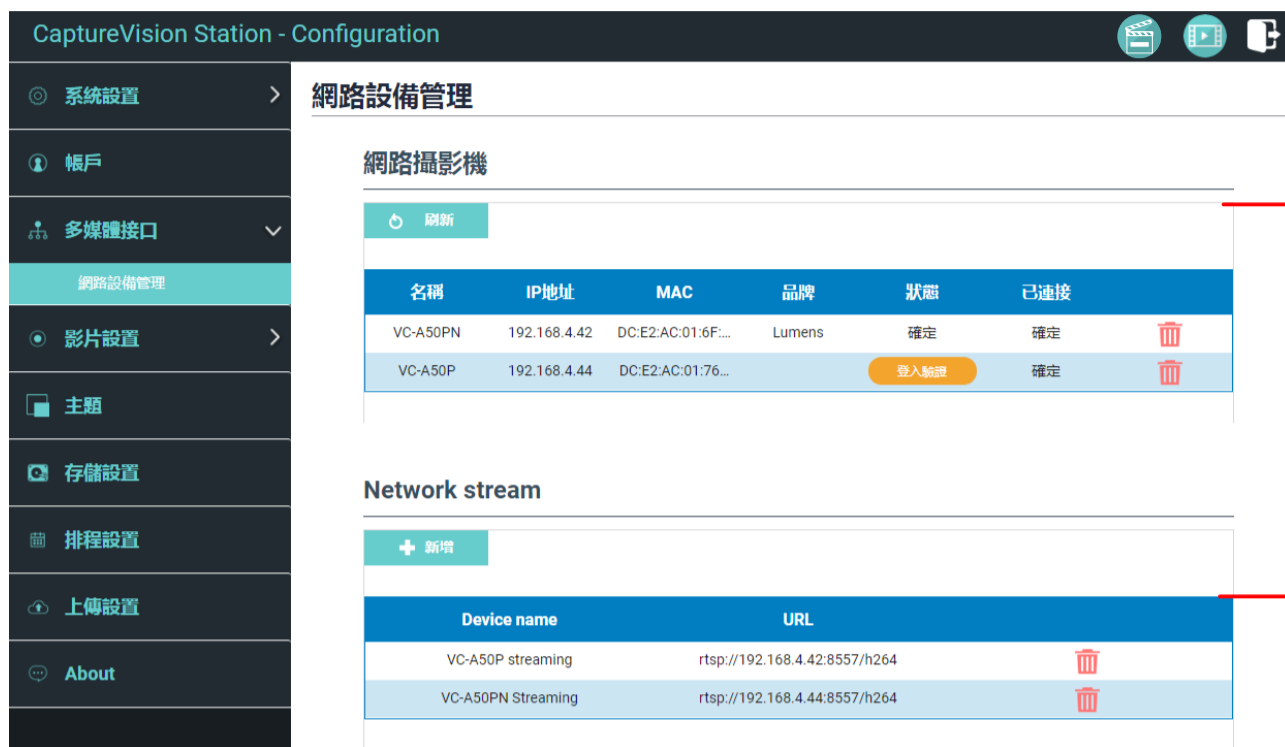 CaptureVision Station - Configuration
系統設置
帳戶
多媒體接口
網路設備管理
影片設置
主題
存儲設置
排程設置
上傳設置
About
網路設備管理
網路攝影機
刷新
名稱 IP地址 MAC 品牌 狀態 已連接
VC-A50PN 192.168.4.42 DC:E2:AC:01:6F:... Lumens 確定 確定
VC-A50P 192.168.4.44 DC:E2:AC:01:76... 登入驗證 確定
Network stream
新增
Device name URL
VC-A50P streaming rtsp://192.168.4.42:8557/h264
VC-A50PN Streaming rtsp://192.168.4.44:8557/h264